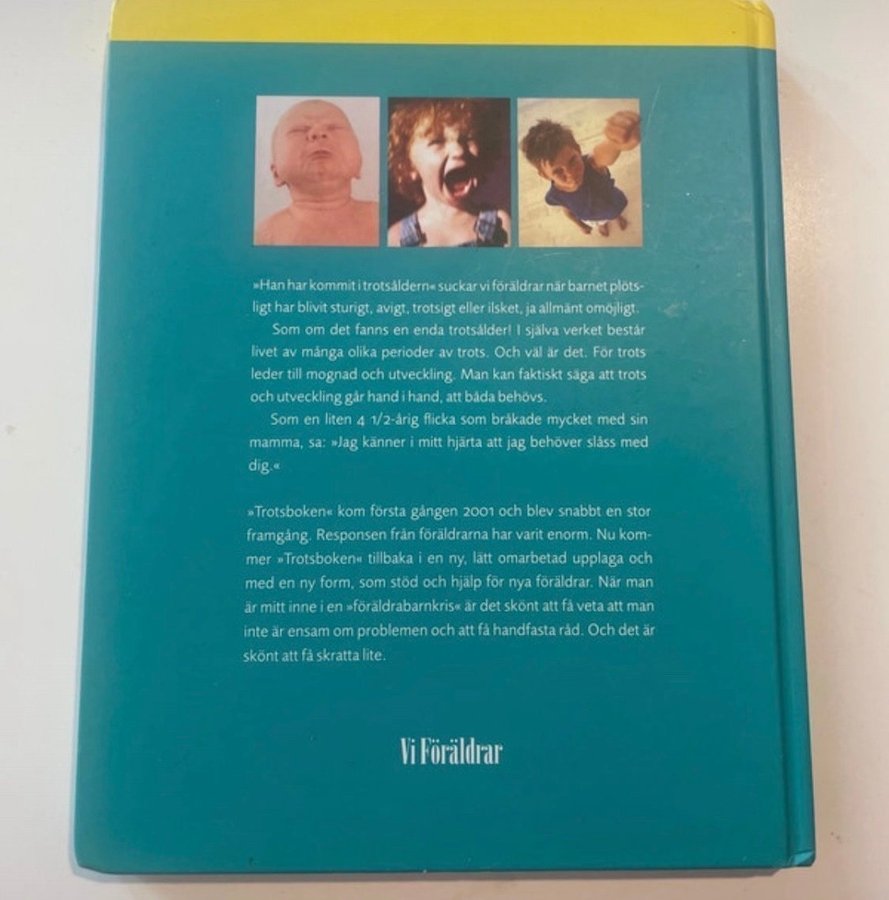 »Han har kommit i trotsåldern« suckar vi föräldrar när barnet plöts-
ligt har blivit sturigt, avigt, trotsigt eller ilsket, ja allmänt omöjligt.
Som om det fanns en enda trotsålder! I själva verket består
livet av många olika perioder av trots. Och väl är det. För trots
leder till mognad och utveckling. Man kan faktiskt säga att trots
och utveckling går hand i hand, att båda behövs.
Som en liten 4 1/2-årig flicka som bråkade mycket med sin
mamma, sa: »Jag känner i mitt hjärta att jag behöver slåss med
dig.«
»Trotsboken« kom första gången 2001 och blev snabbt en stor
framgång. Responsen från föräldrarna har varit enorm. Nu kom-
mer »Trotsboken« tillbaka i en ny, lätt omarbetad upplaga och
med en ny form, som stöd och hjälp för nya föräldrar. När man
är mitt inne i en »föräldrabarnkris« är det skönt att få veta att man
inte är ensam om problemen och att få handfasta råd. Och det är
skönt att få skratta lite.
Vi Föräldrar